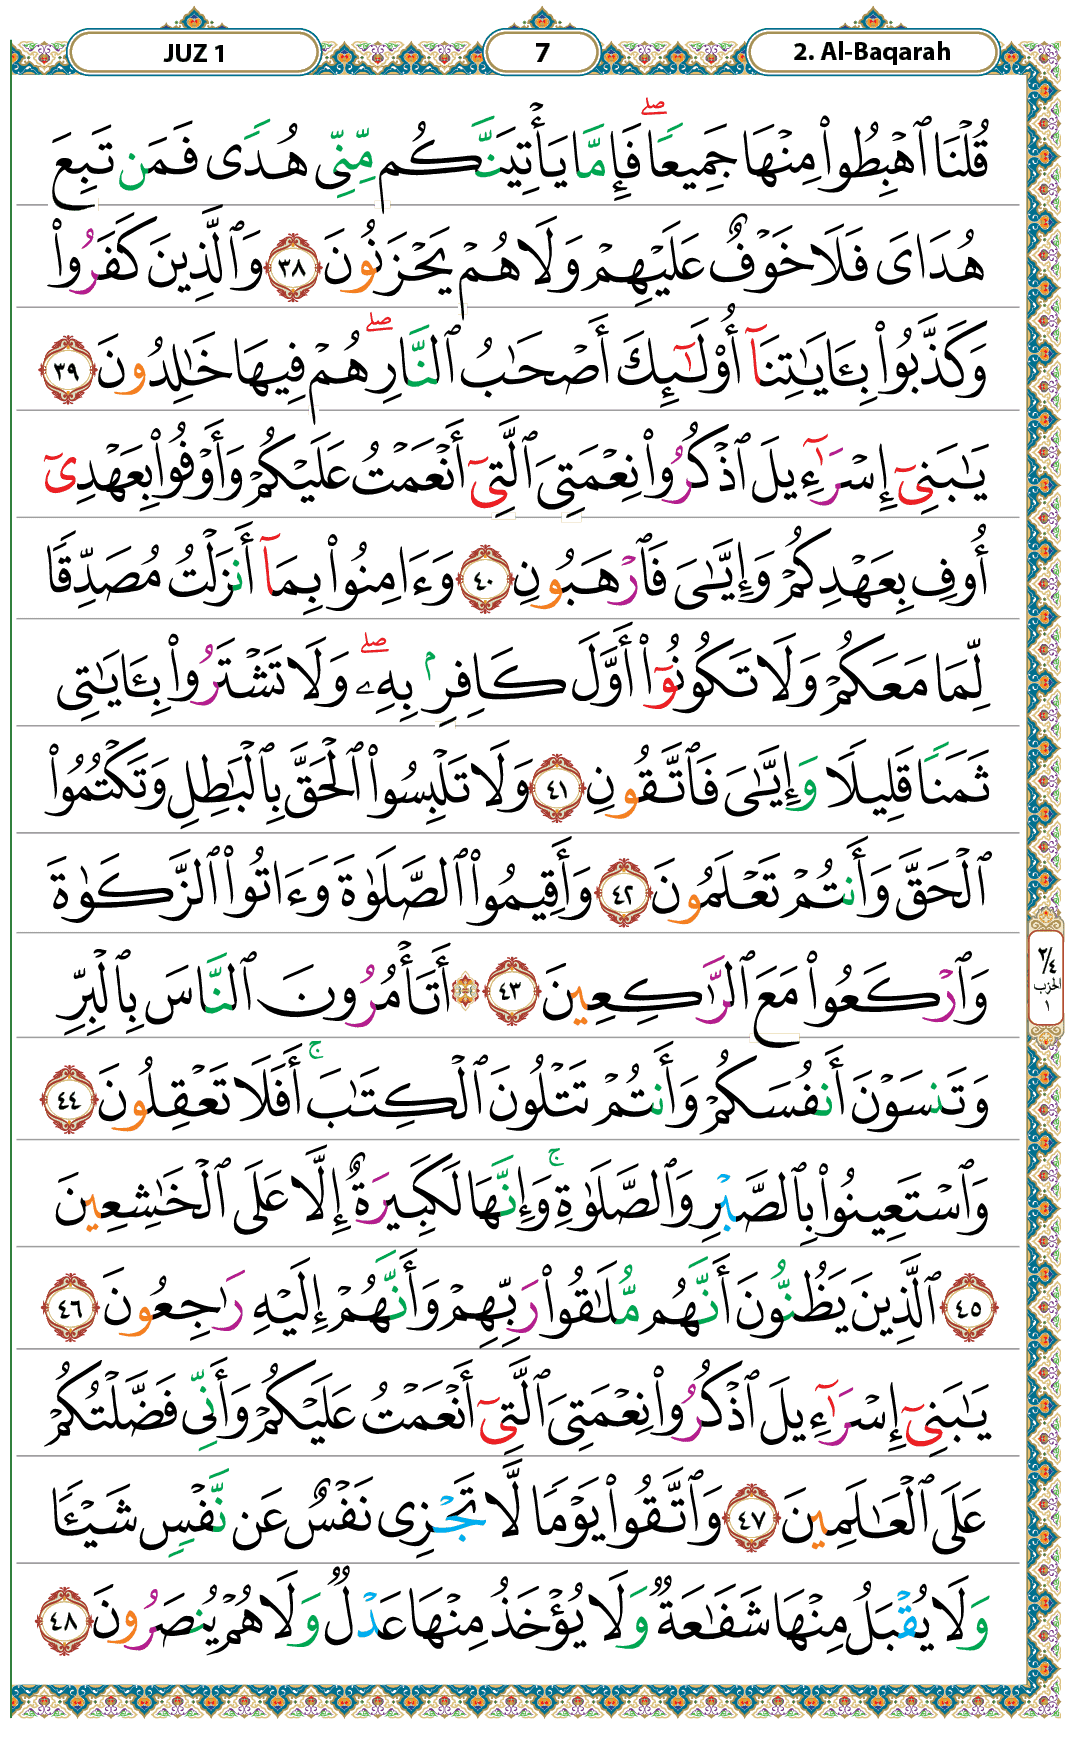 JUZ 1
7
2. Al-Baqarah
قُلْنَا ٱهْبِطُوا۟ مِنْهَا جَمِيعًا ۖ فَإِمَّا يَأْتِيَنَّكُم مِّنِّى هُدًى فَمَن تَبِعَ
هُدَاىَ فَلَا خَوْفٌ عَلَيْهِمْ وَلَا هُمْ يَحْزَنُونَ ٣٨ وَٱلَّذِينَ كَفَرُوا۟
وَكَذَّبُوا۟ بِـَٔايَـٰتِنَآ أُو۟لَـٰٓئِكَ أَصْحَـٰبُ ٱلنَّارِ ۖ هُمْ فِيهَا خَـٰلِدُونَ ٣٩
يَـٰبَنِىٓ إِسْرَٰٓءِيلَ ٱذْكُرُوا۟ نِعْمَتِىَ ٱلَّتِىٓ أَنْعَمْتُ عَلَيْكُمْ وَأَوْفُوا۟ بِعَهْدِىٓ
أُوفِ بِعَهْدِكُمْ وَإِيَّـٰىَ فَٱرْهَبُونِ ٤٠ وَءَامِنُوا۟ بِمَآ أَنزَلْتُ مُصَدِّقًا
لِّمَا مَعَكُمْ وَلَا تَكُونُوٓا۟ أَوَّلَ كَافِرٍۭ بِهِۦ ۖ وَلَا تَشْتَرُوا۟ بِـَٔايَـٰتِى
ثَمَنًا قَلِيلًا وَإِيَّـٰىَ فَٱتَّقُونِ ٤١ وَلَا تَلْبِسُوا۟ ٱلْحَقَّ بِٱلْبَـٰطِلِ وَتَكْتُمُوا۟
ٱلْحَقَّ وَأَنتُمْ تَعْلَمُونَ ٤٢ وَأَقِيمُوا۟ ٱلصَّلَوٰةَ وَءَاتُوا۟ ٱلزَّكَوٰةَ
وَٱرْكَعُوا۟ مَعَ ٱلرَّٰكِعِينَ ٤٣ ۞ أَتَأْمُرُونَ ٱلنَّاسَ بِٱلْبِرِّ
وَتَنسَوْنَ أَنفُسَكُمْ وَأَنتُمْ تَتْلُونَ ٱلْكِتَـٰبَ ۚ أَفَلَا تَعْقِلُونَ ٤٤
وَٱسْتَعِينُوا۟ بِٱلصَّبْرِ وَٱلصَّلَوٰةِ ۚ وَإِنَّهَا لَكَبِيرَةٌ إِلَّا عَلَى ٱلْخَـٰشِعِينَ
٤٥ ٱلَّذِينَ يَظُنُّونَ أَنَّهُم مُّلَـٰقُوا۟ رَبِّهِمْ وَأَنَّهُمْ إِلَيْهِ رَٰجِعُونَ ٤٦
يَـٰبَنِىٓ إِسْرَٰٓءِيلَ ٱذْكُرُوا۟ نِعْمَتِىَ ٱلَّتِىٓ أَنْعَمْتُ عَلَيْكُمْ وَأَنِّى فَضَّلْتُكُمْ
عَلَى ٱلْعَـٰلَمِينَ ٤٧ وَٱتَّقُوا۟ يَوْمًا لَّا تَجْزِى نَفْسٌ عَن نَّفْسٍ شَيْـًٔا
وَلَا يُقْبَلُ مِنْهَا شَفَـٰعَةٌ وَلَا يُؤْخَذُ مِنْهَا عَدْلٌ وَلَا هُمْ يُنصَرُونَ ٤٨
٢/٤
الحزب
١